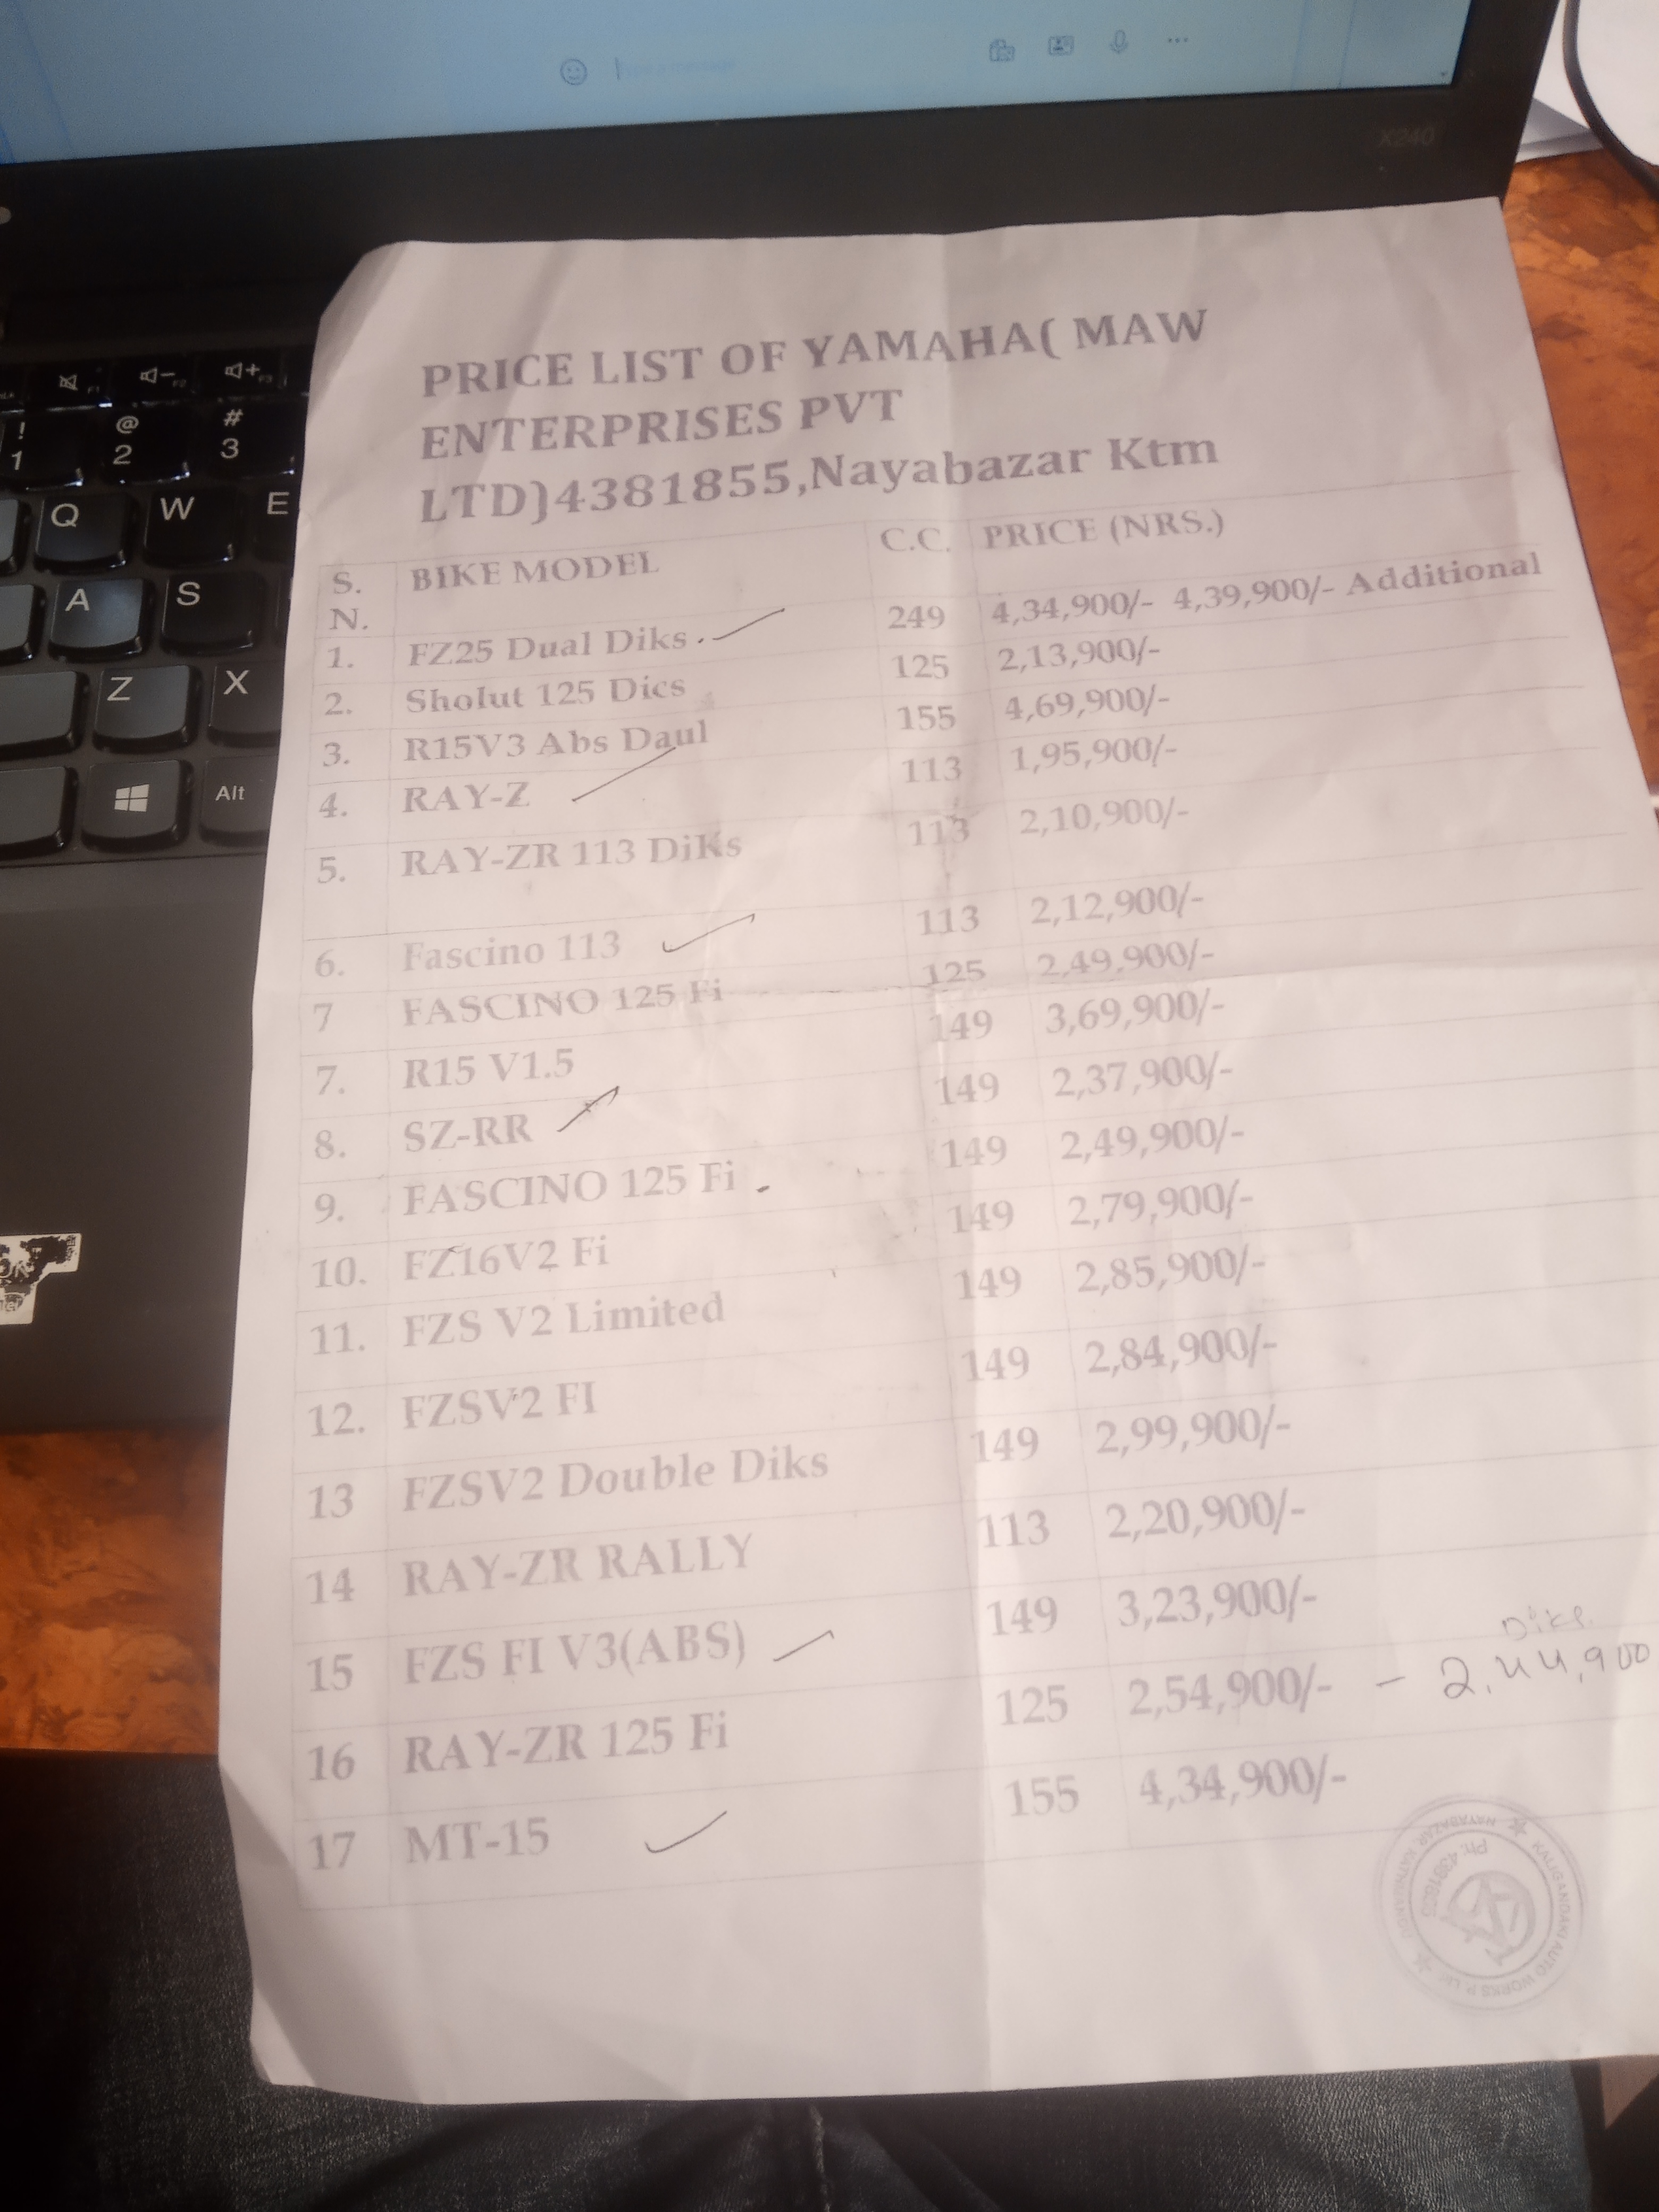 X240
! 1
@ 2
# 3
Q W E
A S
Z X
Alt
PRICE LIST OF YAMAHA( MAW
ENTERPRISES PVT
LTD)4381855,Nayabazar Ktm
S. N. BIKE MODEL C.C. PRICE (NRS.)
1. FZ25 Dual Diks 249 4,34,900/- 4,39,900/- Additional
2. Sholut 125 Dics 125 2,13,900/-
3. R15V3 Abs Daul 155 4,69,900/-
4. RAY-Z 113 1,95,900/-
5. RAY-ZR 113 DiKs 113 2,10,900/-
6. Fascino 113 113 2,12,900/-
7 FASCINO 125 Fi 125 2,49,900/-
7. R15 V1.5 149 3,69,900/-
8. SZ-RR 149 2,37,900/-
9. FASCINO 125 Fi 149 2,49,900/-
10. FZ16V2 Fi 149 2,79,900/-
11. FZS V2 Limited 149 2,85,900/-
12. FZSV2 FI 149 2,84,900/-
13 FZSV2 Double Diks 149 2,99,900/-
14 RAY-ZR RALLY 113 2,20,900/-
15 FZS FI V3(ABS) 149 3,23,900/-
Dike.
16 RAY-ZR 125 Fi 125 2,54,900/- - 2,44,900
17 MT-15 155 4,34,900/-
KALIGANDAKI AUTO WORKS P. Ltd
NAYABAZAR, KATHMANDU